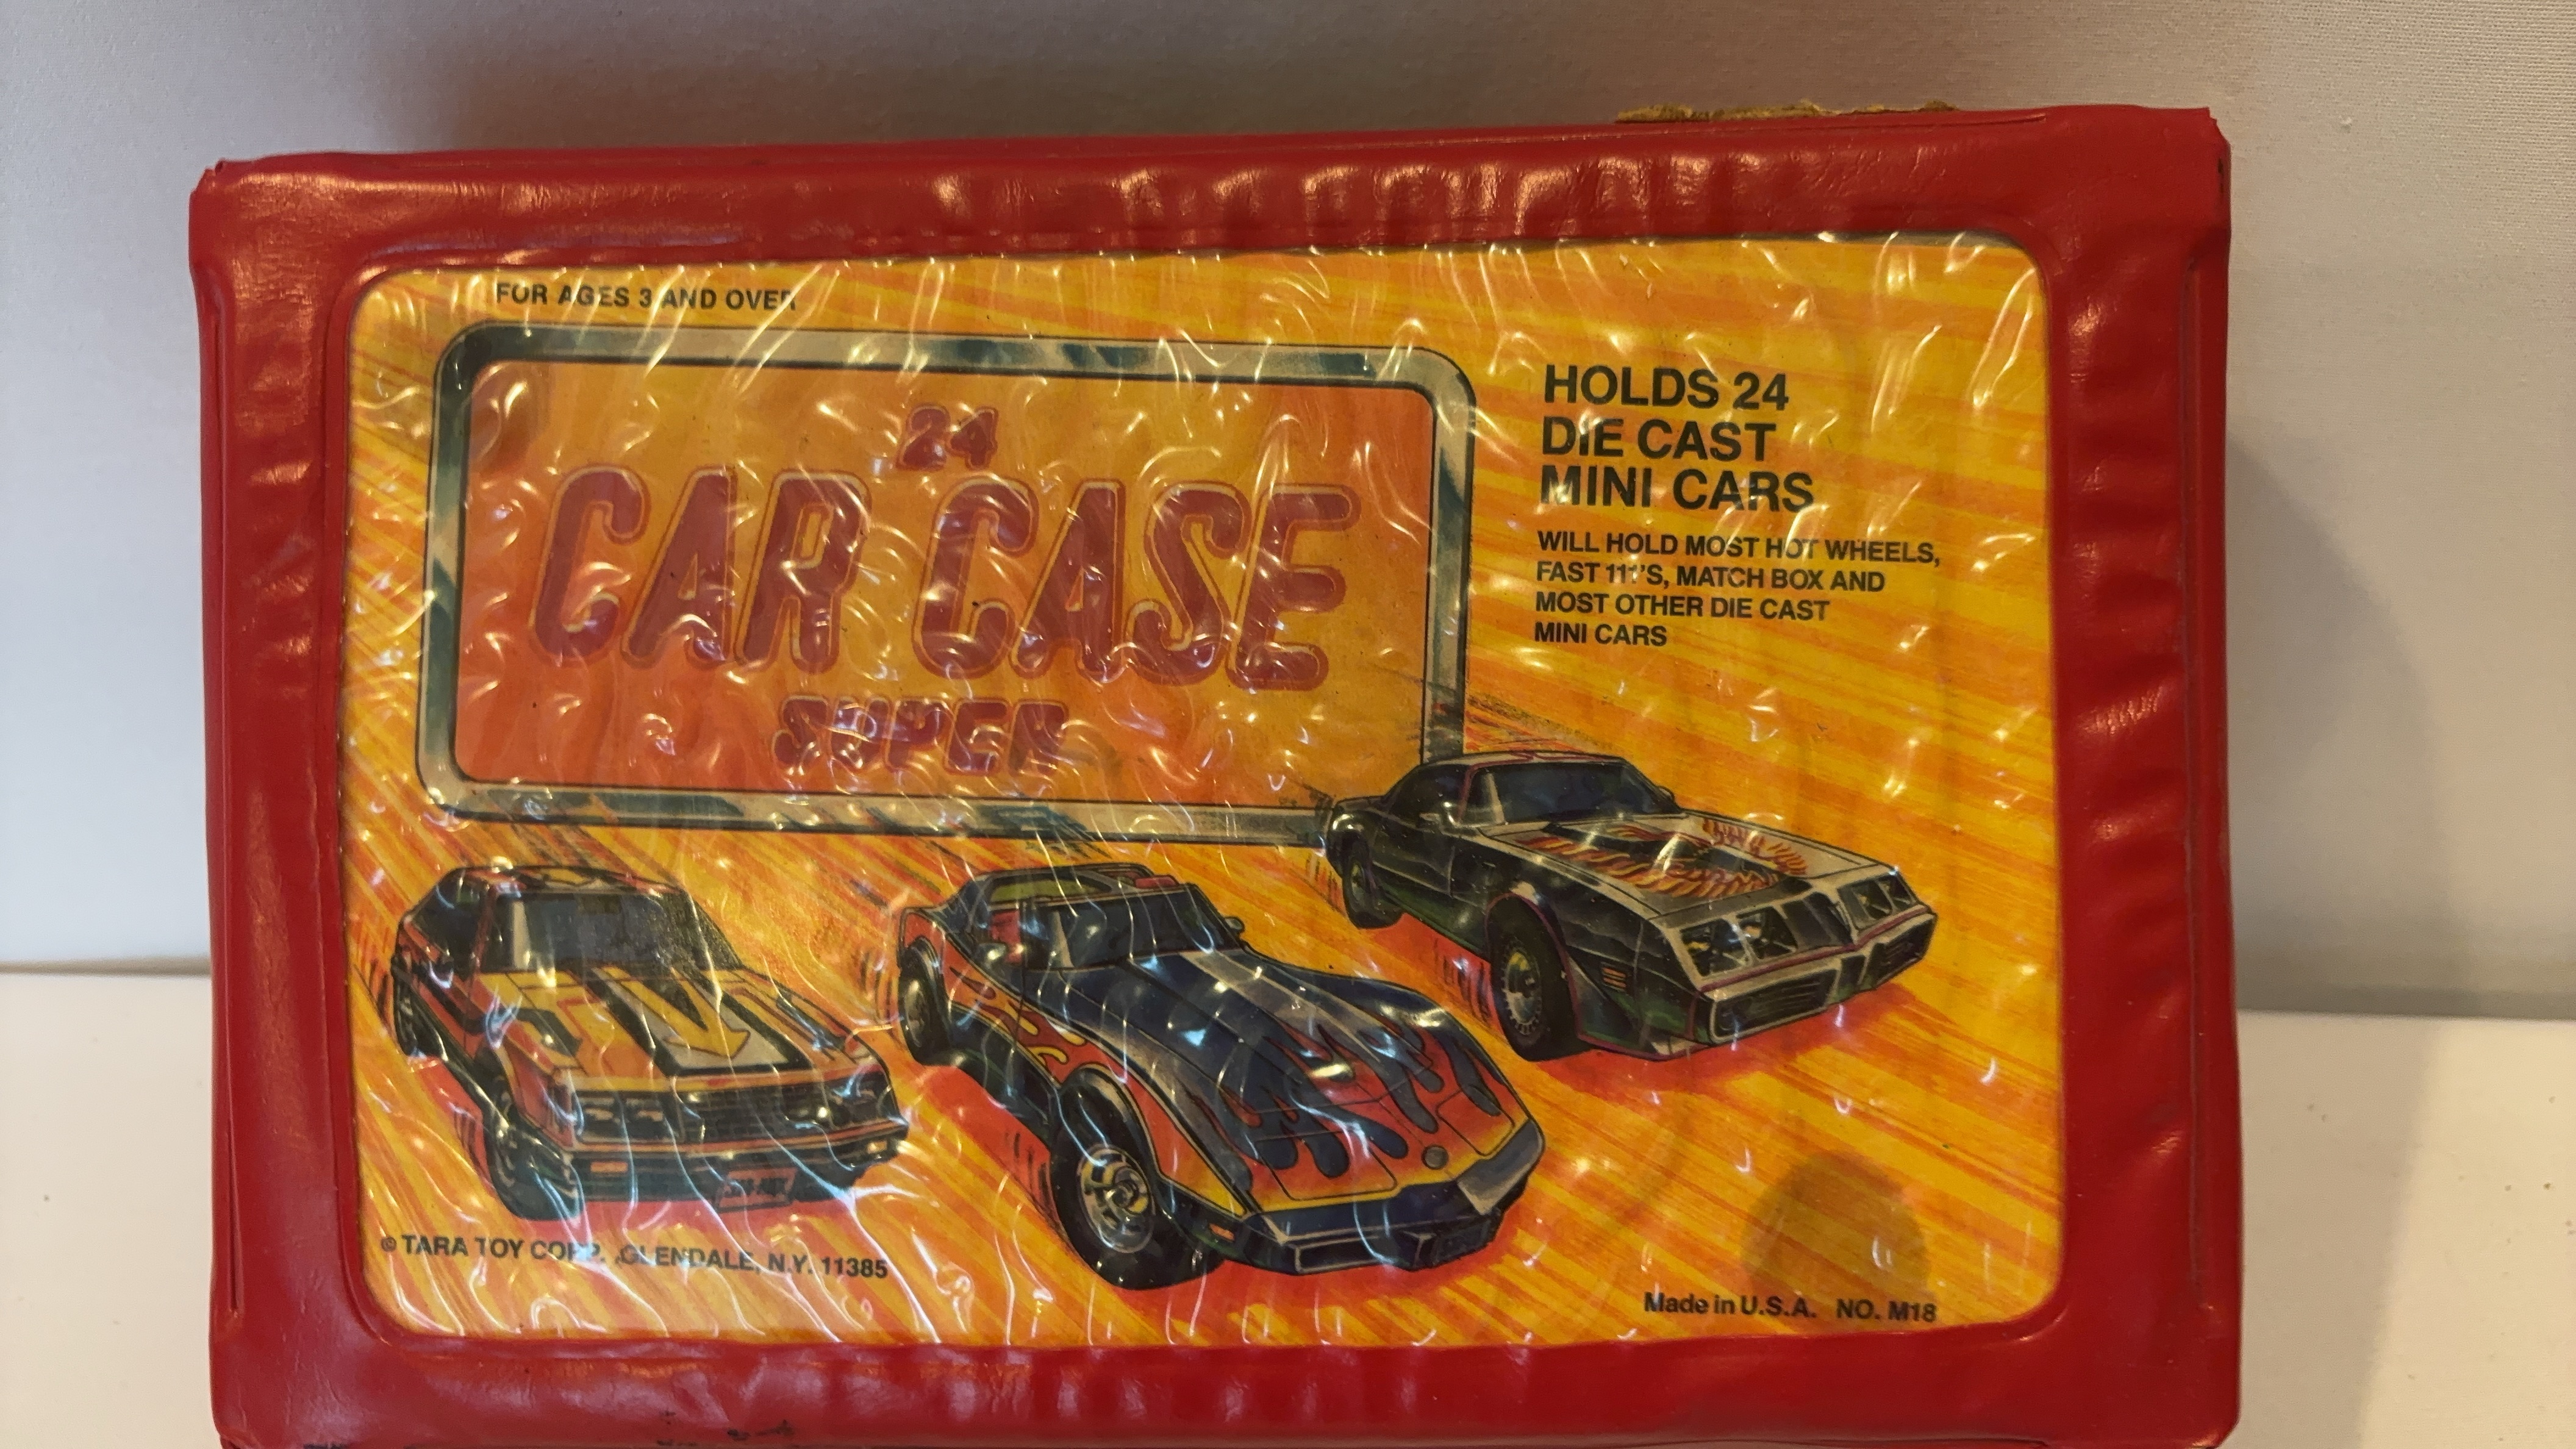 FOR AGES 3 AND OVER
24
CAR CASE
SUPER
HOLDS 24
DIE CAST
MINI CARS
WILL HOLD MOST HOT WHEELS,
FAST 111'S, MATCH BOX AND
MOST OTHER DIE CAST
MINI CARS
© TARA TOY CORP. GLENDALE, N.Y. 11385
Made in U.S.A. NO. M18